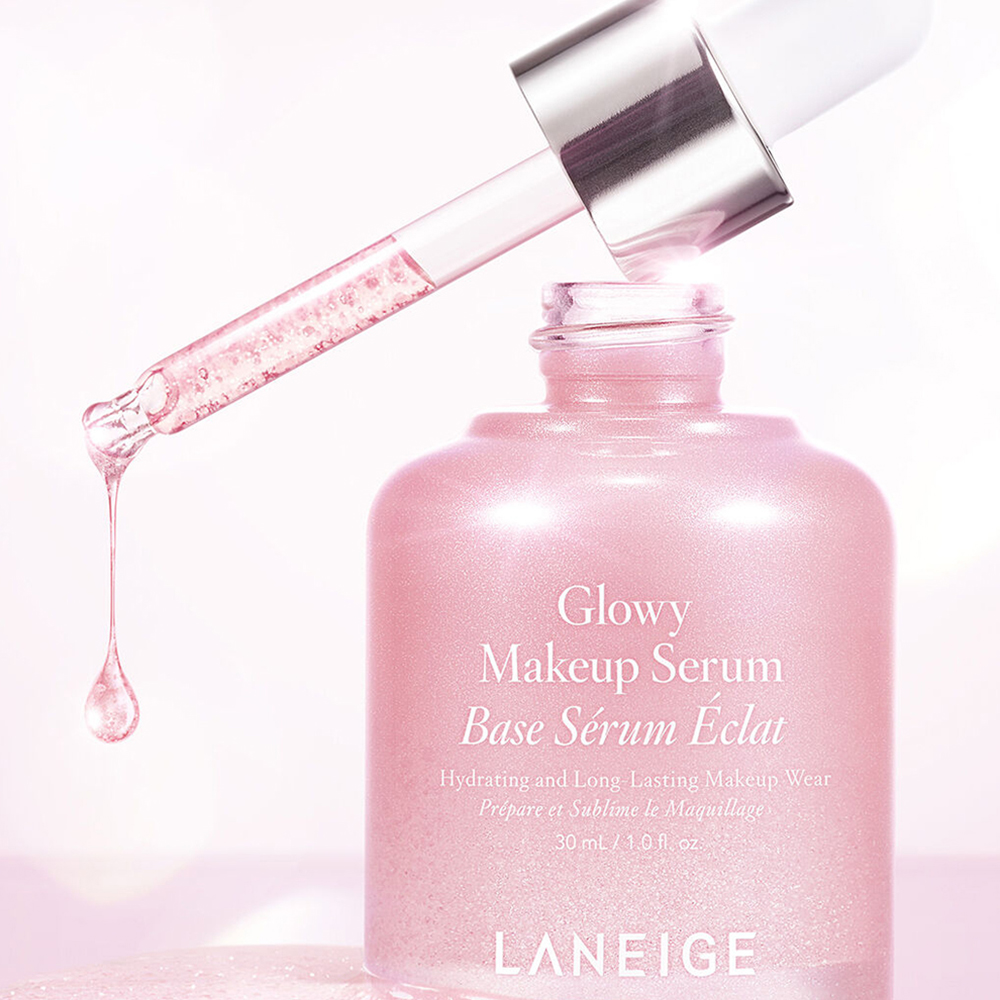 Glowy
Makeup Serum
Base Sérum Éclat
Hydrating and Long-Lasting Makeup Wear
Prépare et Sublime le Maquillage
30 mL / 1.0 fl. oz.
LANEIGE